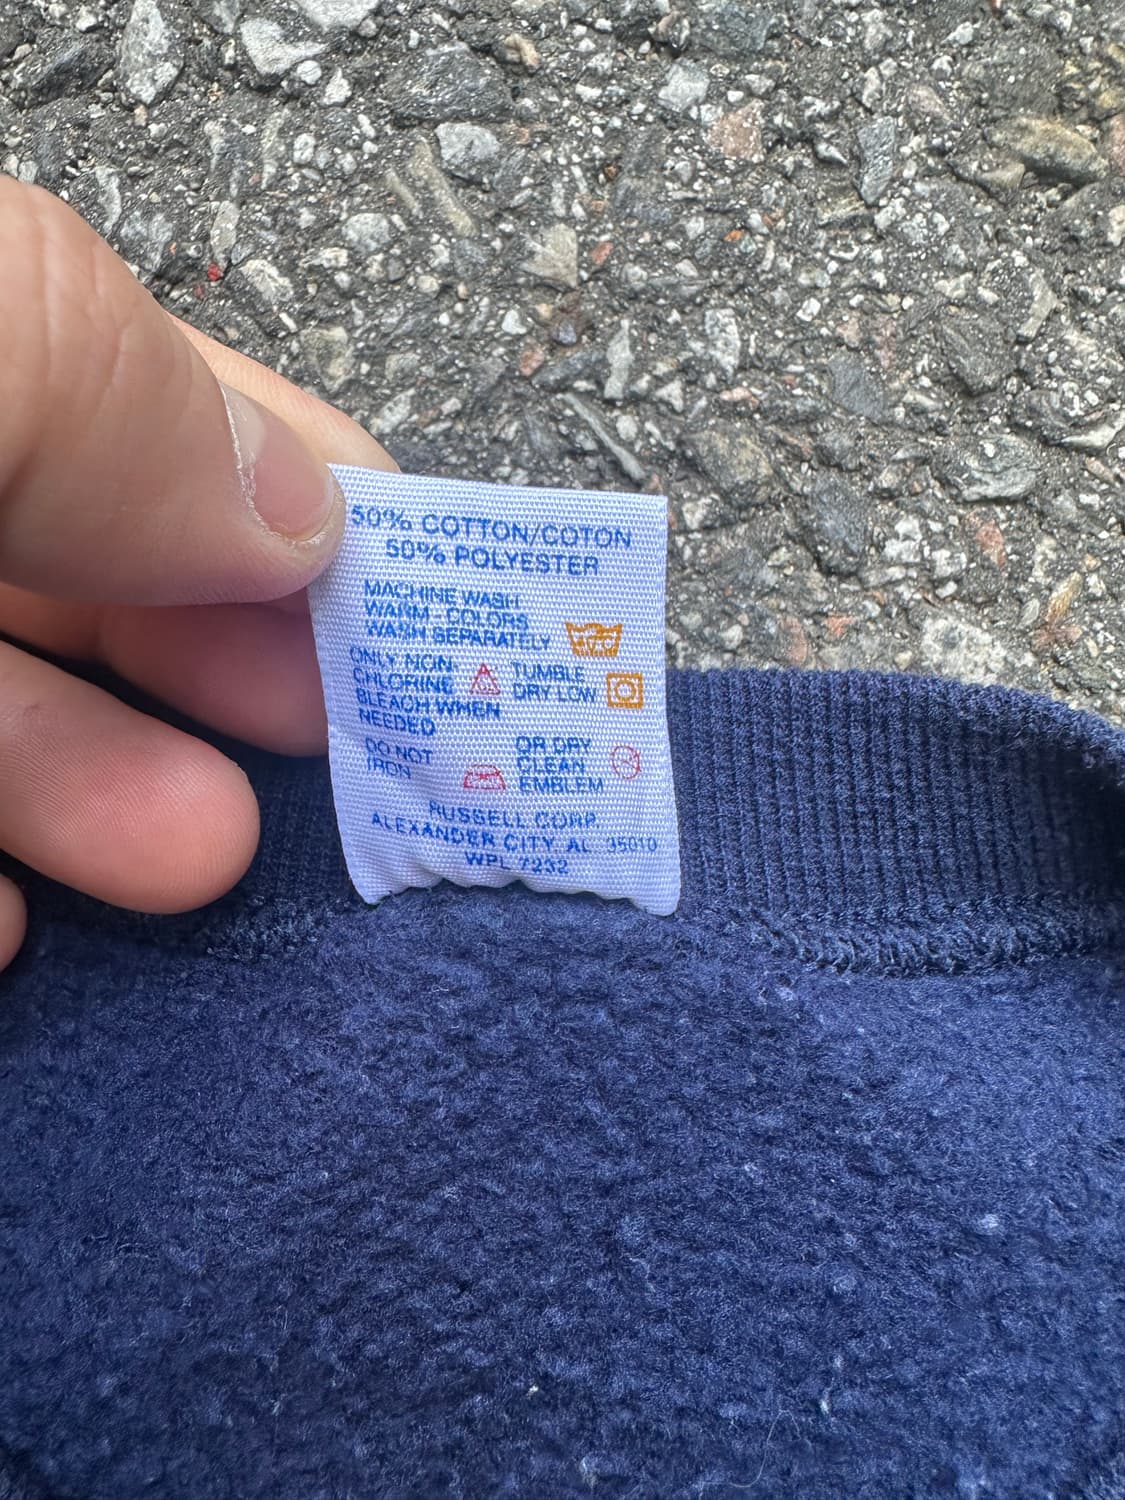 50% COTTON/COTON
50% POLYESTER
MACHINE WASH
WARM-COLORS
WASH SEPARATELY
ONLY NON
CHLORINE
BLEACH WHEN
NEEDED
TUMBLE
DRY LOW
DO NOT
IRON
OR DRY
CLEAN
EMBLEM
RUSSELL CORP.
ALEXANDER CITY, AL 35010
WPL 7232